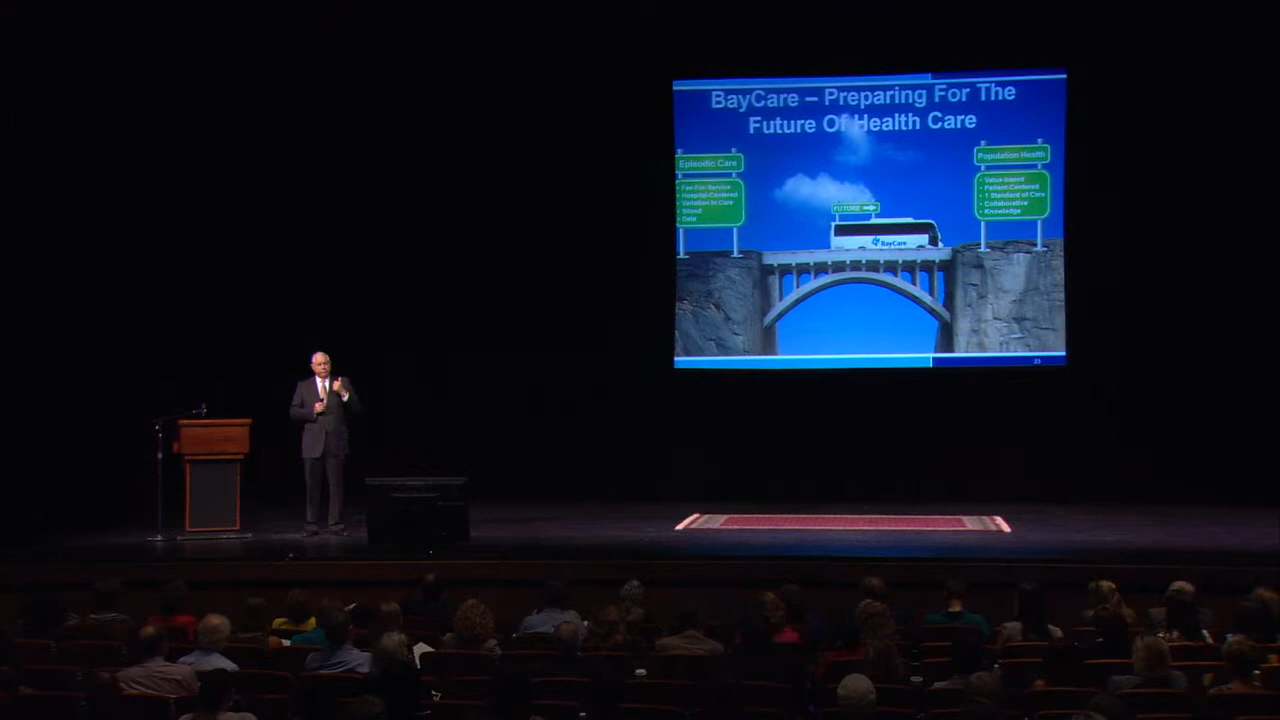 BayCare – Preparing For The
Future Of Health Care
Episodic Care
• Fee-For-Service
• Hospital-Centered
• Variation In Care
• Siloed
• Data
FUTURE
BayCare
Population Health
• Value-based
• Patient-Centered
• 1 Standard of Care
• Collaborative
• Knowledge
23